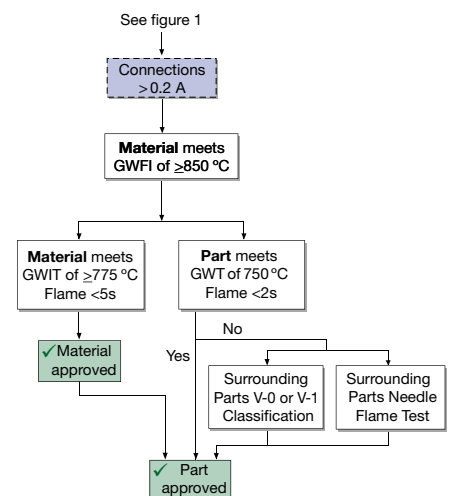 See figure 1
Connections
>0.2 A
Material meets
GWFI of ≥850 ºC
Material meets
GWIT of ≥775 ºC
Flame <5s
Part meets
GWT of 750 ºC
Flame <2s
No
Yes
✓Material
approved
Surrounding
Parts V-0 or V-1
Classification
Surrounding
Parts Needle
Flame Test
✓ Part
approved